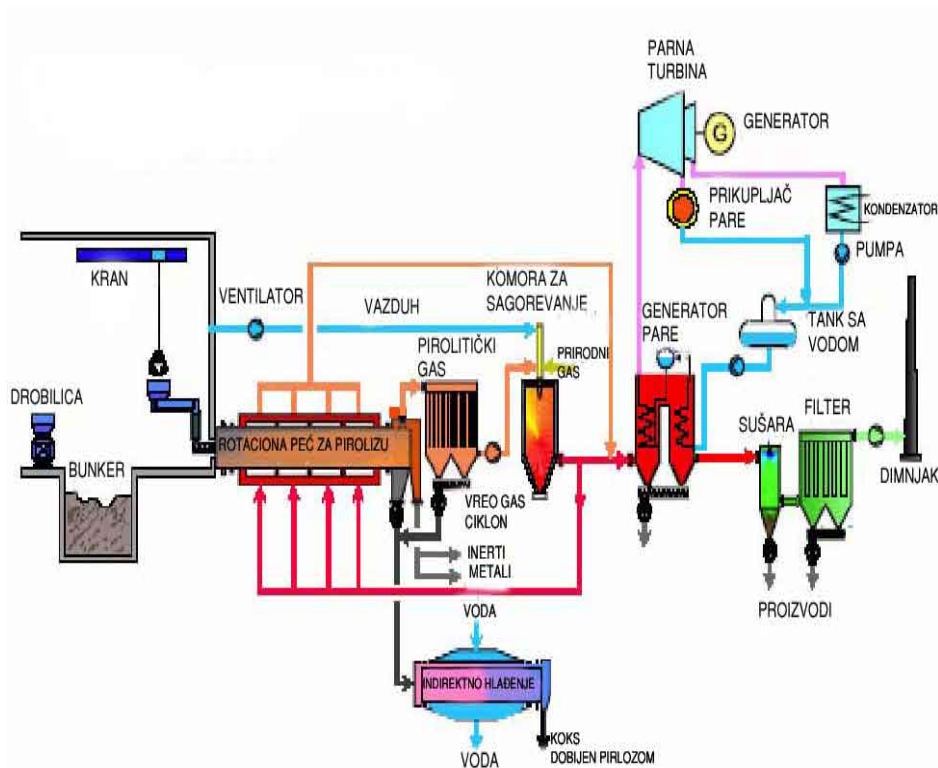 PARNA
TURBINA
G
GENERATOR
PRIKUPLJAČ
PARE
KONDENZATOR
PUMPA
KRAN
VENTILATOR
VAZDUH
KOMORA ZA
SAGOREVANJE
GENERATOR
PARE
TANK SA
VODOM
PIROLITIČKI
GAS
PRIRODNI
GAS
DROBILICA
BUNKER
ROTACIONA PEĆ ZA PIROLIZU
SUŠARA
FILTER
DIMNJAK
VREO GAS
CIKLON
INERTI
METALI
PROIZVODI
VODA
INDIREKTNO HLAĐENJE
VODA
KOKS
DOBIJEN PIRLOZOM